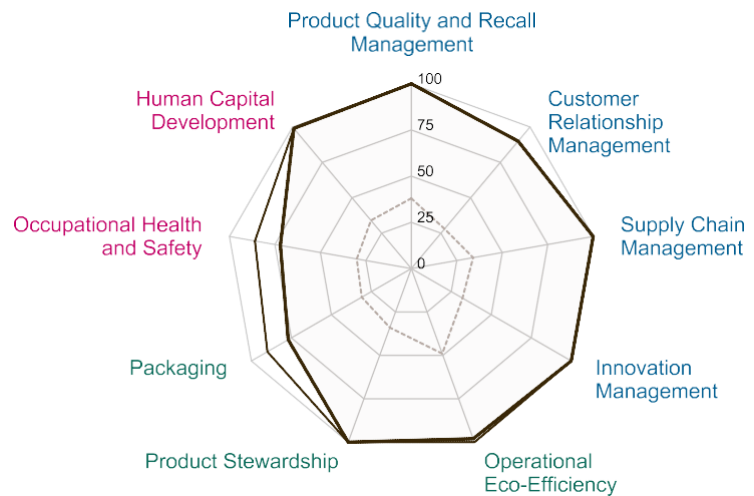 Product Quality and Recall
Management
Human Capital
Development
100
Customer
Relationship
Management
75
50
Occupational Health
and Safety
25
Supply Chain
Management
0
Packaging
Innovation
Management
Product Stewardship
Operational
Eco-Efficiency